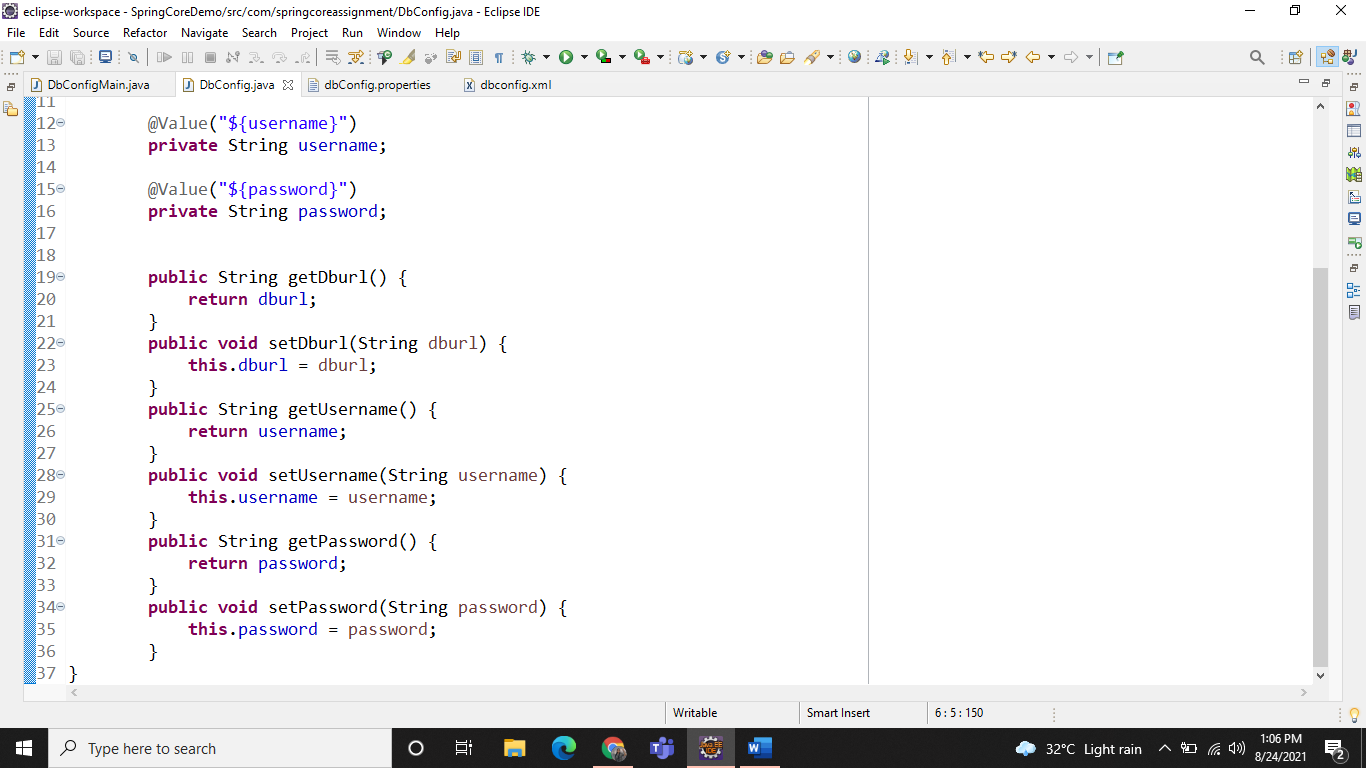 eclipse-workspace - SpringCoreDemo/src/com/springcoreassignment/DbConfig.java - Eclipse IDE
File Edit Source Refactor Navigate Search Project Run Window Help
DbConfigMain.java DbConfig.java dbConfig.properties dbconfig.xml
11
12 @Value("${username}")
13 private String username;
14
15 @Value("${password}")
16 private String password;
17
18
19 public String getDburl() {
20 return dburl;
21 }
22 public void setDburl(String dburl) {
23 this.dburl = dburl;
24 }
25 public String getUsername() {
26 return username;
27 }
28 public void setUsername(String username) {
29 this.username = username;
30 }
31 public String getPassword() {
32 return password;
33 }
34 public void setPassword(String password) {
35 this.password = password;
36 }
37 }
Writable Smart Insert 6 : 5 : 150
Type here to search
32°C Light rain
1:06 PM
8/24/2021
2